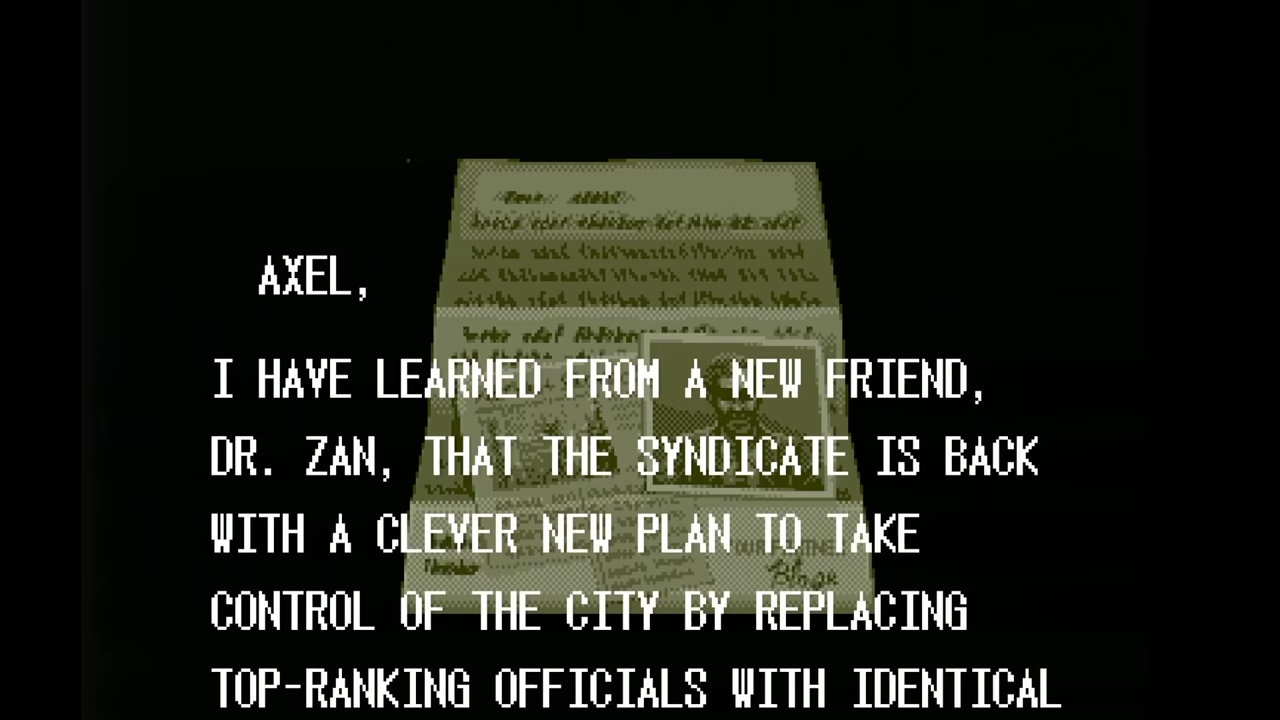 AXEL,
I HAVE LEARNED FROM A NEW FRIEND,
DR. ZAN, THAT THE SYNDICATE IS BACK
WITH A CLEVER NEW PLAN TO TAKE
CONTROL OF THE CITY BY REPLACING
TOP-RANKING OFFICIALS WITH IDENTICAL
Blaze